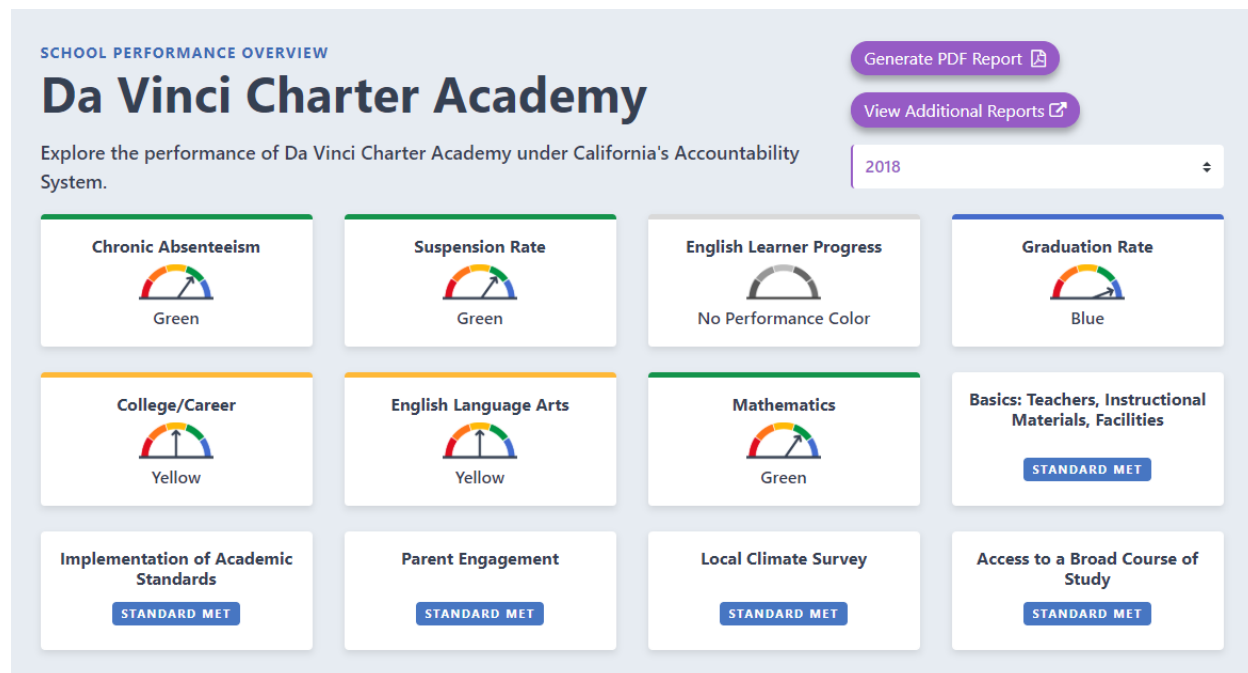 SCHOOL PERFORMANCE OVERVIEW
Da Vinci Charter Academy
Explore the performance of Da Vinci Charter Academy under California's Accountability
System.
Generate PDF Report
View Additional Reports
2018
Chronic Absenteeism
Green
Suspension Rate
Green
English Learner Progress
No Performance Color
Graduation Rate
Blue
College/Career
Yellow
English Language Arts
Yellow
Mathematics
Green
Basics: Teachers, Instructional
Materials, Facilities
STANDARD MET
Implementation of Academic
Standards
STANDARD MET
Parent Engagement
STANDARD MET
Local Climate Survey
STANDARD MET
Access to a Broad Course of
Study
STANDARD MET